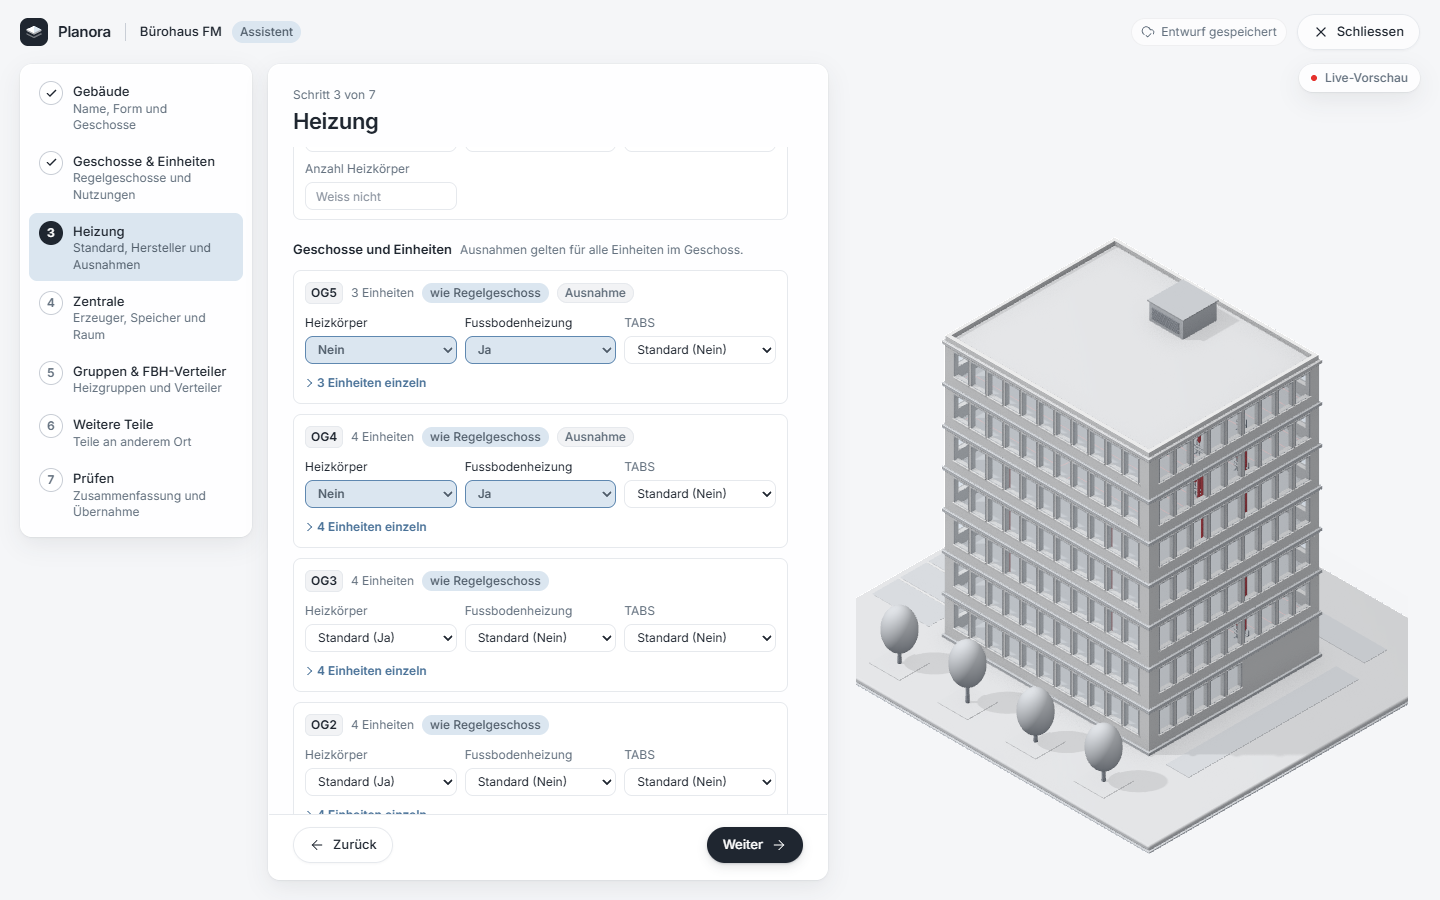 Planora
Bürohaus FM
Assistent
Entwurf gespeichert
Schliessen
Live-Vorschau
Gebäude
Name, Form und
Geschosse
Geschosse & Einheiten
Regelgeschosse und
Nutzungen
3
Heizung
Standard, Hersteller und
Ausnahmen
4
Zentrale
Erzeuger, Speicher und
Raum
5
Gruppen & FBH-Verteiler
Heizgruppen und Verteiler
6
Weitere Teile
Teile an anderem Ort
7
Prüfen
Zusammenfassung und
Übernahme
Schritt 3 von 7
Heizung
Anzahl Heizkörper
Weiss nicht
Geschosse und Einheiten Ausnahmen gelten für alle Einheiten im Geschoss.
OG5 3 Einheiten wie Regelgeschoss Ausnahme
Heizkörper Fussbodenheizung TABS
Nein Ja Standard (Nein)
3 Einheiten einzeln
OG4 4 Einheiten wie Regelgeschoss Ausnahme
Heizkörper Fussbodenheizung TABS
Nein Ja Standard (Nein)
4 Einheiten einzeln
OG3 4 Einheiten wie Regelgeschoss
Heizkörper Fussbodenheizung TABS
Standard (Ja) Standard (Nein) Standard (Nein)
4 Einheiten einzeln
OG2 4 Einheiten wie Regelgeschoss
Heizkörper Fussbodenheizung TABS
Standard (Ja) Standard (Nein) Standard (Nein)
4 Einheiten einzeln
Zurück
Weiter